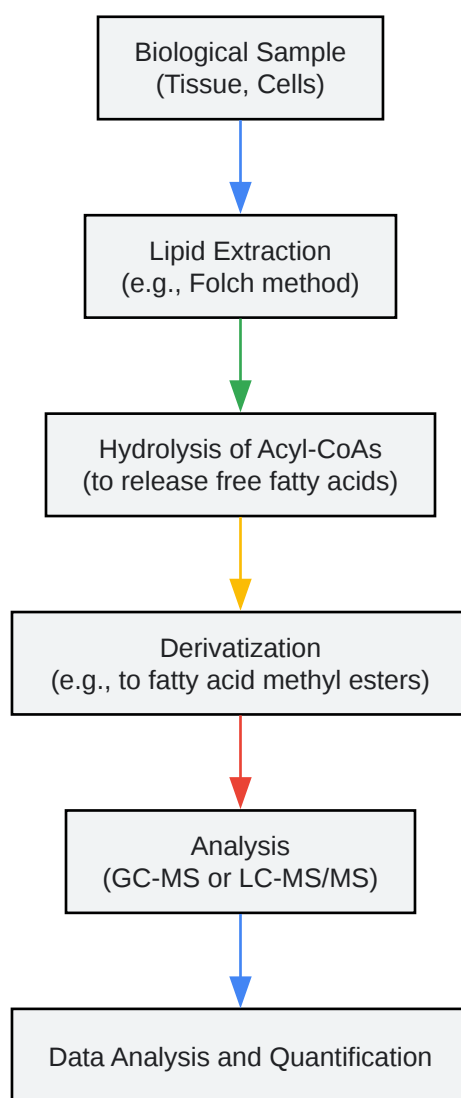 Biological Sample
(Tissue, Cells)
Lipid Extraction
(e.g., Folch method)
Hydrolysis of Acyl-CoAs
(to release free fatty acids)
Derivatization
(e.g., to fatty acid methyl esters)
Analysis
(GC-MS or LC-MS/MS)
Data Analysis and Quantification